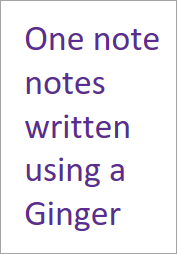 One note
notes
written
using a
Ginger